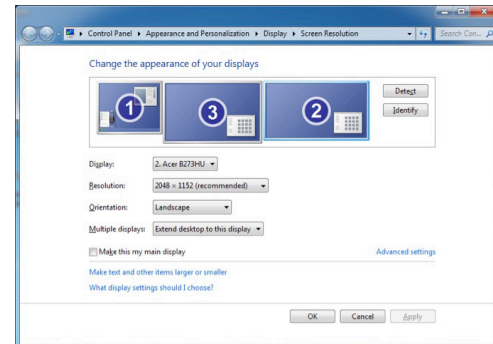 Control Panel ▸ Appearance and Personalization ▸ Display ▸ Screen Resolution
Search Con...
Change the appearance of your displays
1
3
2
Detect
Identify
Display: 2. Acer B273HU
Resolution: 2048 × 1152 (recommended)
Orientation: Landscape
Multiple displays: Extend desktop to this display
Make this my main display
Advanced settings
Make text and other items larger or smaller
What display settings should I choose?
OK Cancel Apply